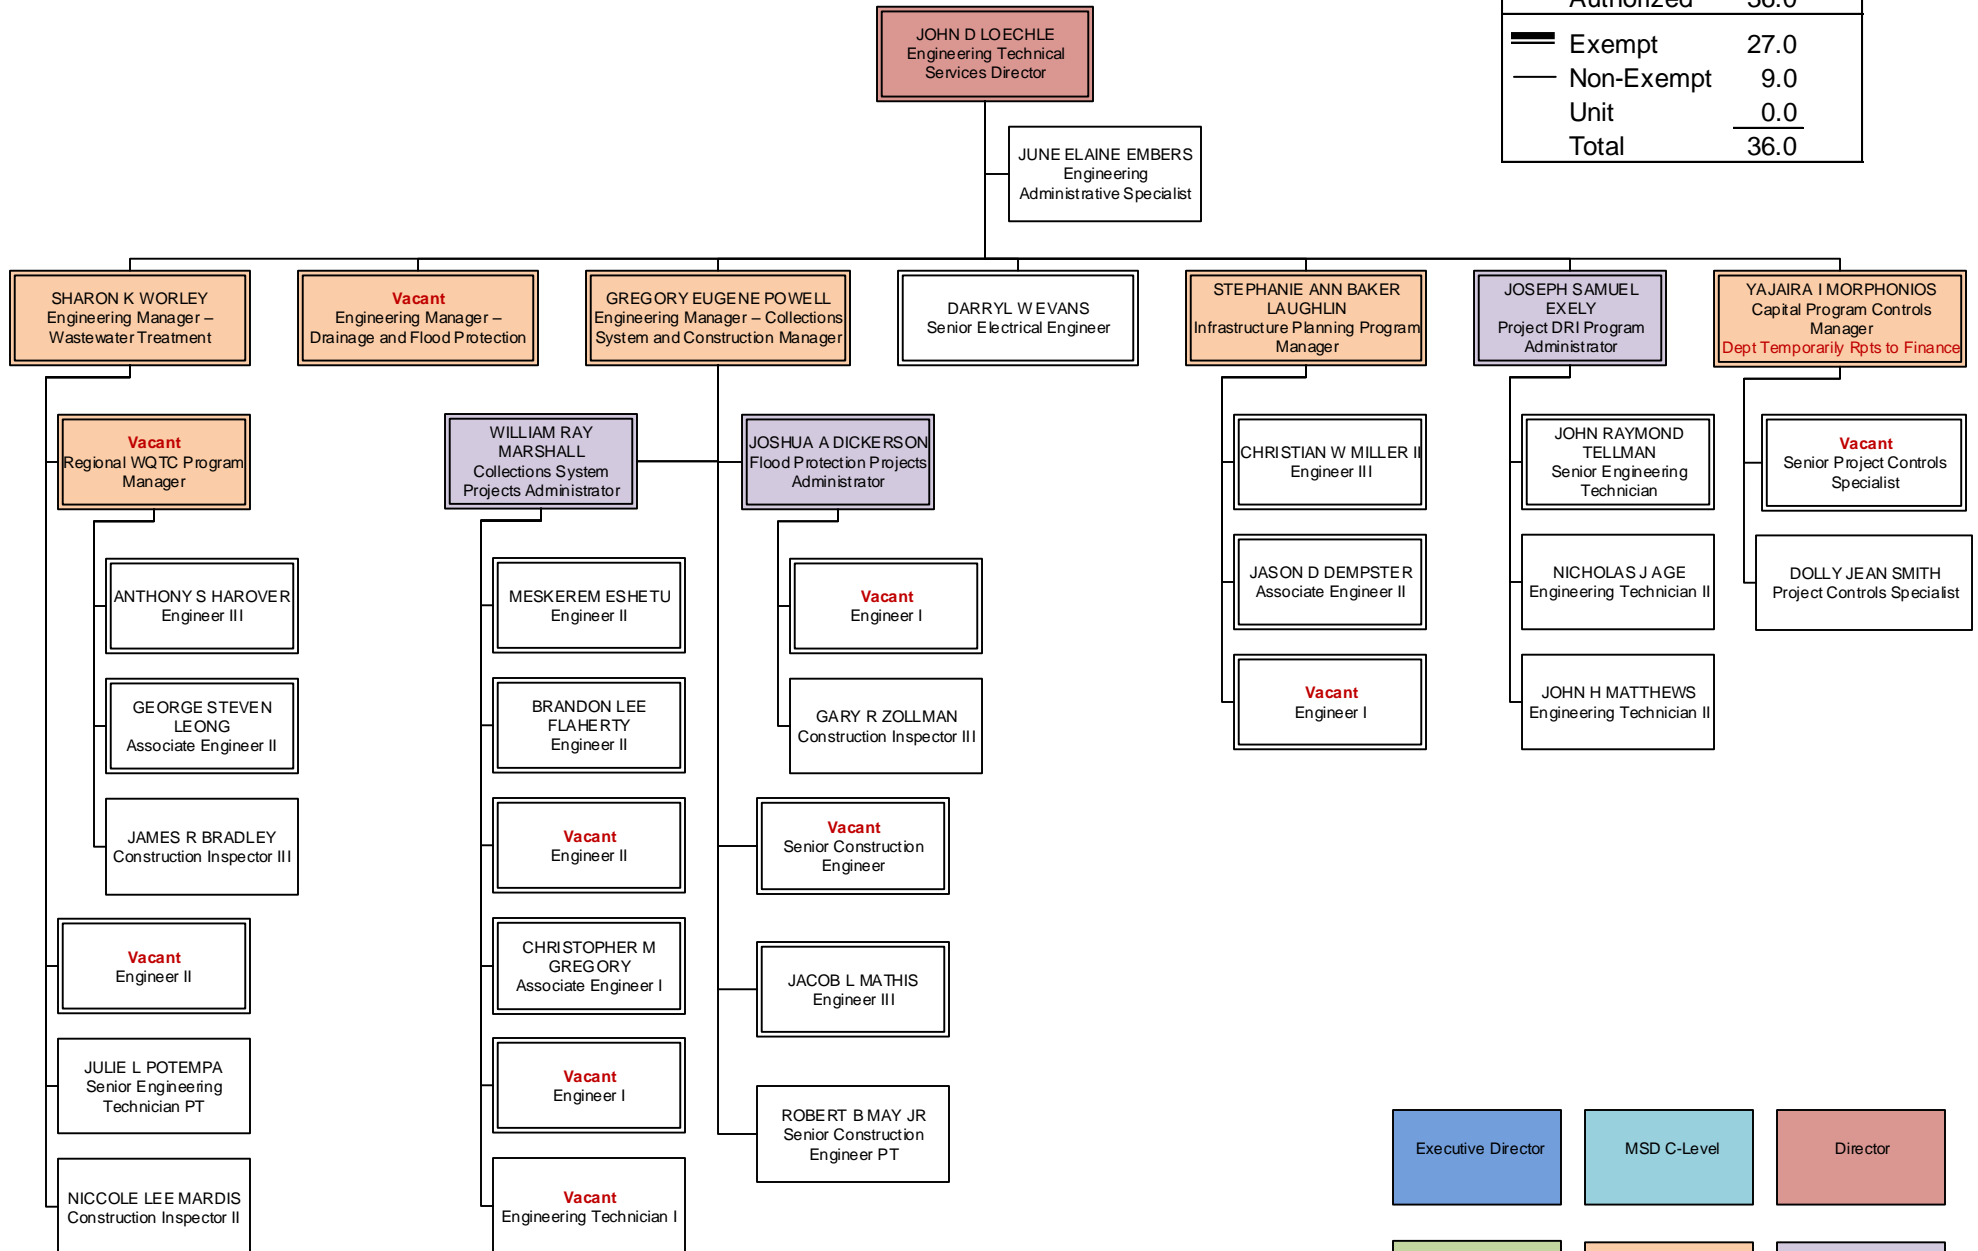 Authorized 36.0
Exempt 27.0
Non-Exempt 9.0
Unit 0.0
Total 36.0
JOHN D LOECHLE
Engineering Technical
Services Director
JUNE ELAINE EMBERS
Engineering
Administrative Specialist
SHARON K WORLEY
Engineering Manager –
Wastewater Treatment
Vacant
Engineering Manager –
Drainage and Flood Protection
GREGORY EUGENE POWELL
Engineering Manager – Collections
System and Construction Manager
DARRYL W EVANS
Senior Electrical Engineer
STEPHANIE ANN BAKER
LAUGHLIN
Infrastructure Planning Program
Manager
JOSEPH SAMUEL
EXELY
Project DRI Program
Administrator
YAJAIRA I MORPHONIOS
Capital Program Controls
Manager
Dept Temporarily Rpts to Finance
Vacant
Regional WQTC Program
Manager
ANTHONY S HAROVER
Engineer III
GEORGE STEVEN
LEONG
Associate Engineer II
JAMES R BRADLEY
Construction Inspector III
Vacant
Engineer II
JULIE L POTEMPA
Senior Engineering
Technician PT
NICCOLE LEE MARDIS
Construction Inspector II
WILLIAM RAY
MARSHALL
Collections System
Projects Administrator
MESKEREM ESHETU
Engineer II
BRANDON LEE
FLAHERTY
Engineer II
Vacant
Engineer II
CHRISTOPHER M
GREGORY
Associate Engineer I
Vacant
Engineer I
Vacant
Engineering Technician I
JOSHUA A DICKERSON
Flood Protection Projects
Administrator
Vacant
Engineer I
GARY R ZOLLMAN
Construction Inspector III
Vacant
Senior Construction
Engineer
JACOB L MATHIS
Engineer III
ROBERT B MAY JR
Senior Construction
Engineer PT
CHRISTIAN W MILLER II
Engineer III
JASON D DEMPSTER
Associate Engineer II
Vacant
Engineer I
JOHN RAYMOND
TELLMAN
Senior Engineering
Technician
NICHOLAS J AGE
Engineering Technician II
JOHN H MATTHEWS
Engineering Technician II
Vacant
Senior Project Controls
Specialist
DOLLY JEAN SMITH
Project Controls Specialist
Executive Director
MSD C-Level
Director